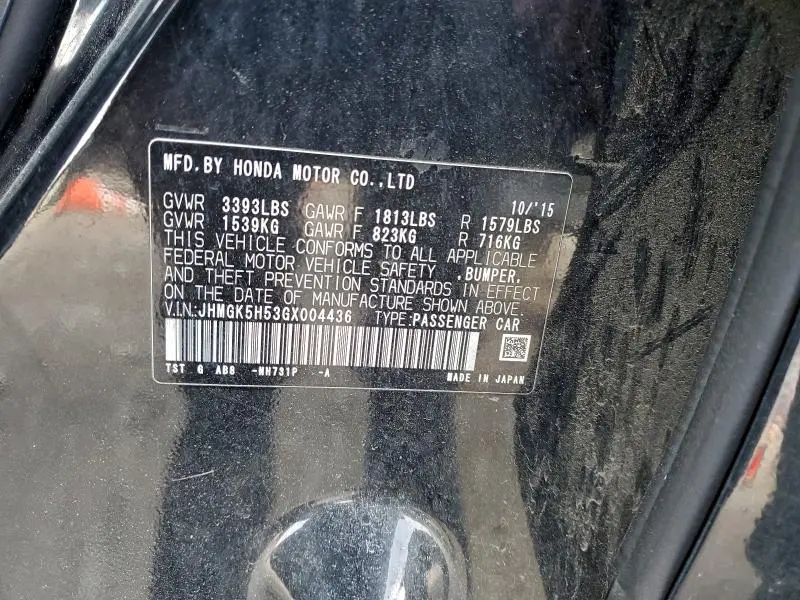 MFD.BY HONDA MOTOR CO.,LTD
10/'15
GVWR 3393LBS GAWR F 1813LBS R 1579LBS
GVWR 1539KG GAWR F 823KG R 716KG
THIS VEHICLE CONFORMS TO ALL APPLICABLE
FEDERAL MOTOR VEHICLE SAFETY ,BUMPER,
AND THEFT PREVENTION STANDARDS IN EFFECT
ON THE DATE OF MANUFACTURE SHOWN ABOVE.
V.IN:JHMGK5H53GX004436 TYPE:PASSENGER CAR
TST G AB8 -NH731P -A MADE IN JAPAN